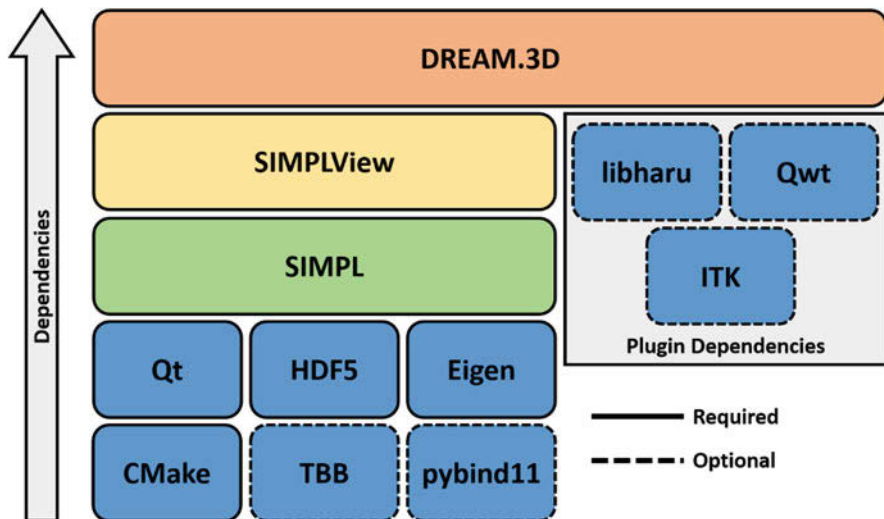 DREAM.3D
SIMPLView
libharu Qwt
SIMPL
ITK
Plugin Dependencies
Dependencies
Qt HDF5 Eigen
CMake TBB pybind11
Required
Optional